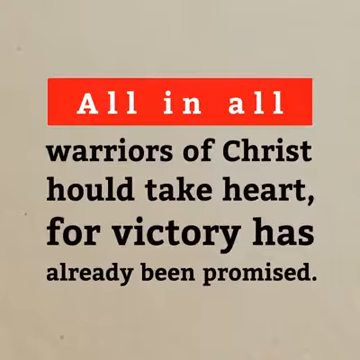 All in all
warriors of Christ
hould take heart,
for victory has
already been promised.